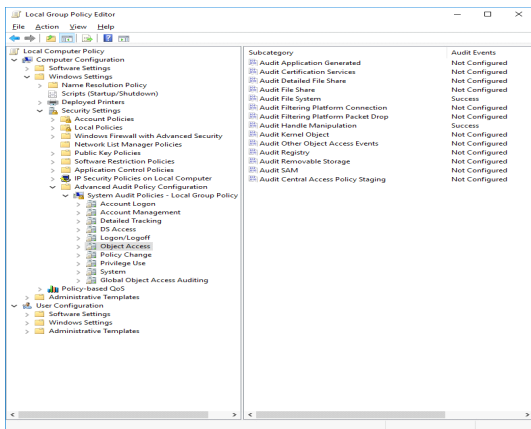 Local Group Policy Editor
File Action View Help
Local Computer Policy
Computer Configuration
Software Settings
Windows Settings
Name Resolution Policy
Scripts (Startup/Shutdown)
Deployed Printers
Security Settings
Account Policies
Local Policies
Windows Firewall with Advanced Security
Network List Manager Policies
Public Key Policies
Software Restriction Policies
Application Control Policies
IP Security Policies on Local Computer
Advanced Audit Policy Configuration
System Audit Policies - Local Group Policy
Account Logon
Account Management
Detailed Tracking
DS Access
Logon/Logoff
Object Access
Policy Change
Privilege Use
System
Global Object Access Auditing
Policy-based QoS
Administrative Templates
User Configuration
Software Settings
Windows Settings
Administrative Templates
Subcategory Audit Events
Audit Application Generated Not Configured
Audit Certification Services Not Configured
Audit Detailed File Share Not Configured
Audit File Share Not Configured
Audit File System Success
Audit Filtering Platform Connection Not Configured
Audit Filtering Platform Packet Drop Not Configured
Audit Handle Manipulation Success
Audit Kernel Object Not Configured
Audit Other Object Access Events Not Configured
Audit Registry Not Configured
Audit Removable Storage Not Configured
Audit SAM Not Configured
Audit Central Access Policy Staging Not Configured